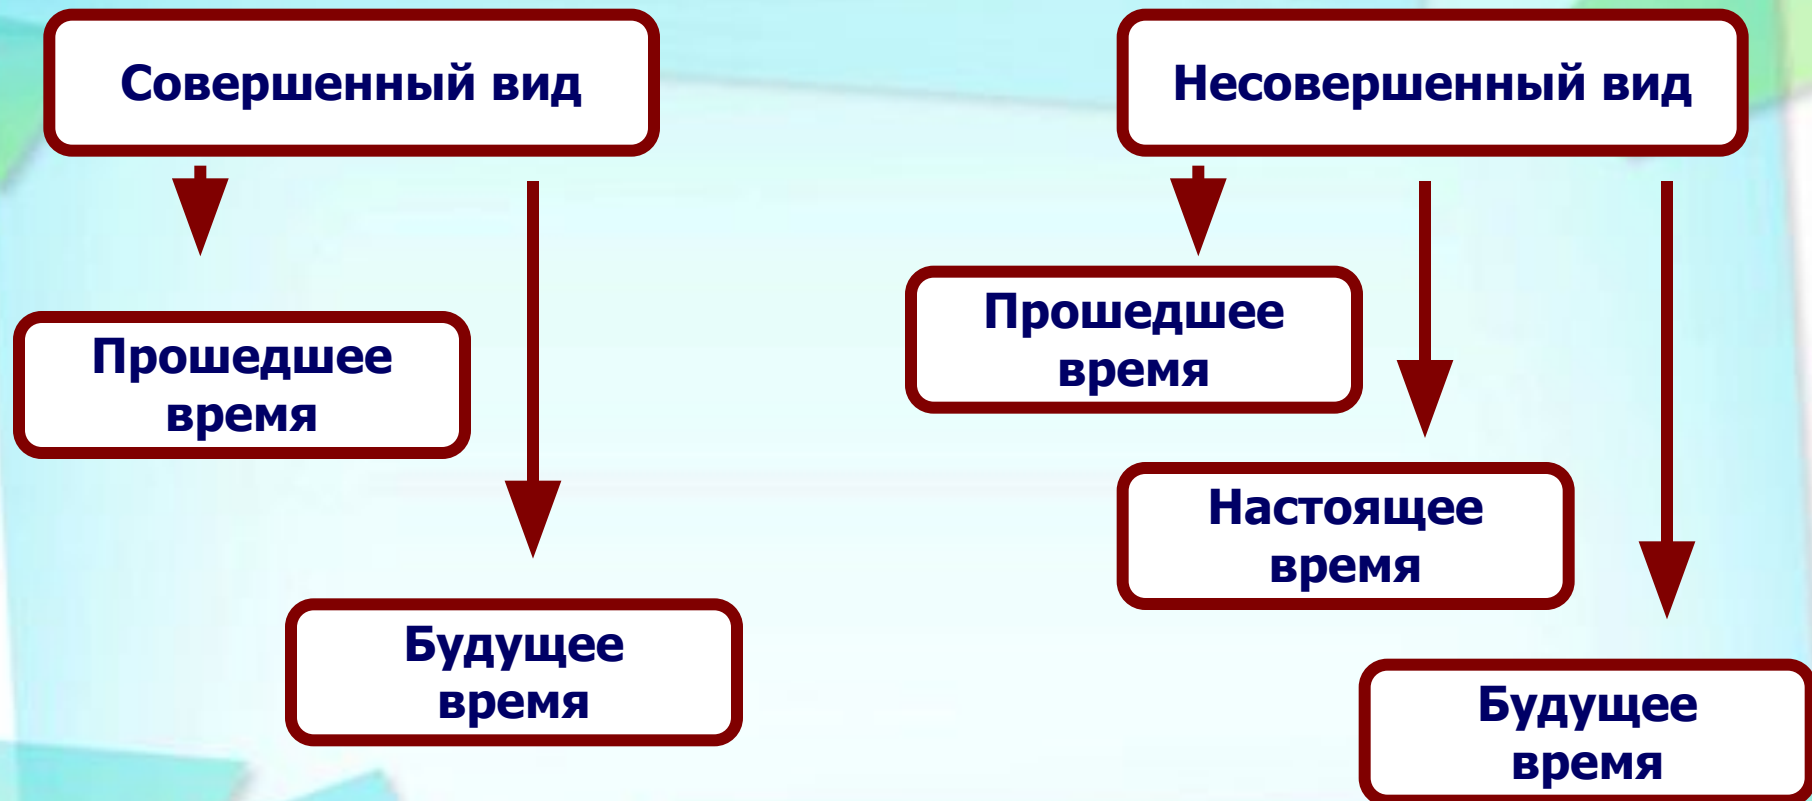 Совершенный вид
Несовершенный вид
Прошедшее
время
Будущее
время
Прошедшее
время
Настоящее
время
Будущее
время